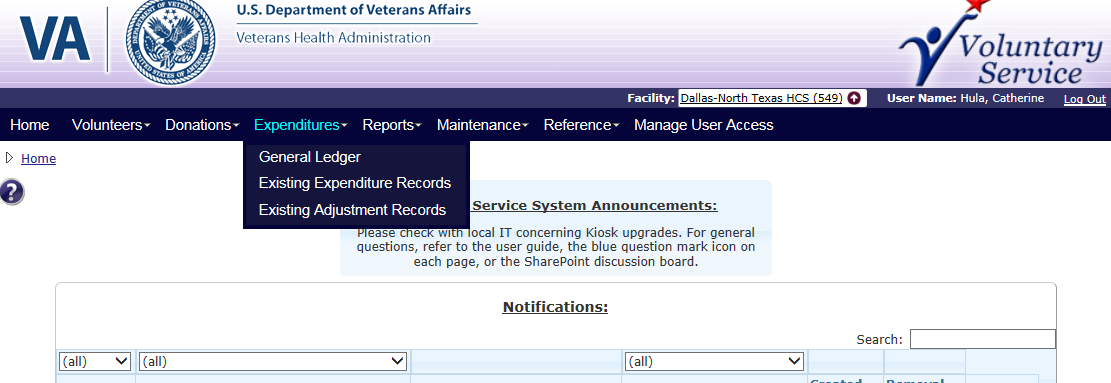 VA
U.S. Department of Veterans Affairs
Veterans Health Administration
Voluntary
Service
Facility: Dallas-North Texas HCS (549) User Name: Hula, Catherine Log Out
Home Volunteers Donations Expenditures Reports Maintenance Reference Manage User Access
General Ledger
Existing Expenditure Records
Existing Adjustment Records
Home
?
Service System Announcements:
Please check with local IT concerning Kiosk upgrades. For general
questions, refer to the user guide, the blue question mark icon on
each page, or the SharePoint discussion board.
Notifications:
Search:
(all) (all) (all)
Created Removal